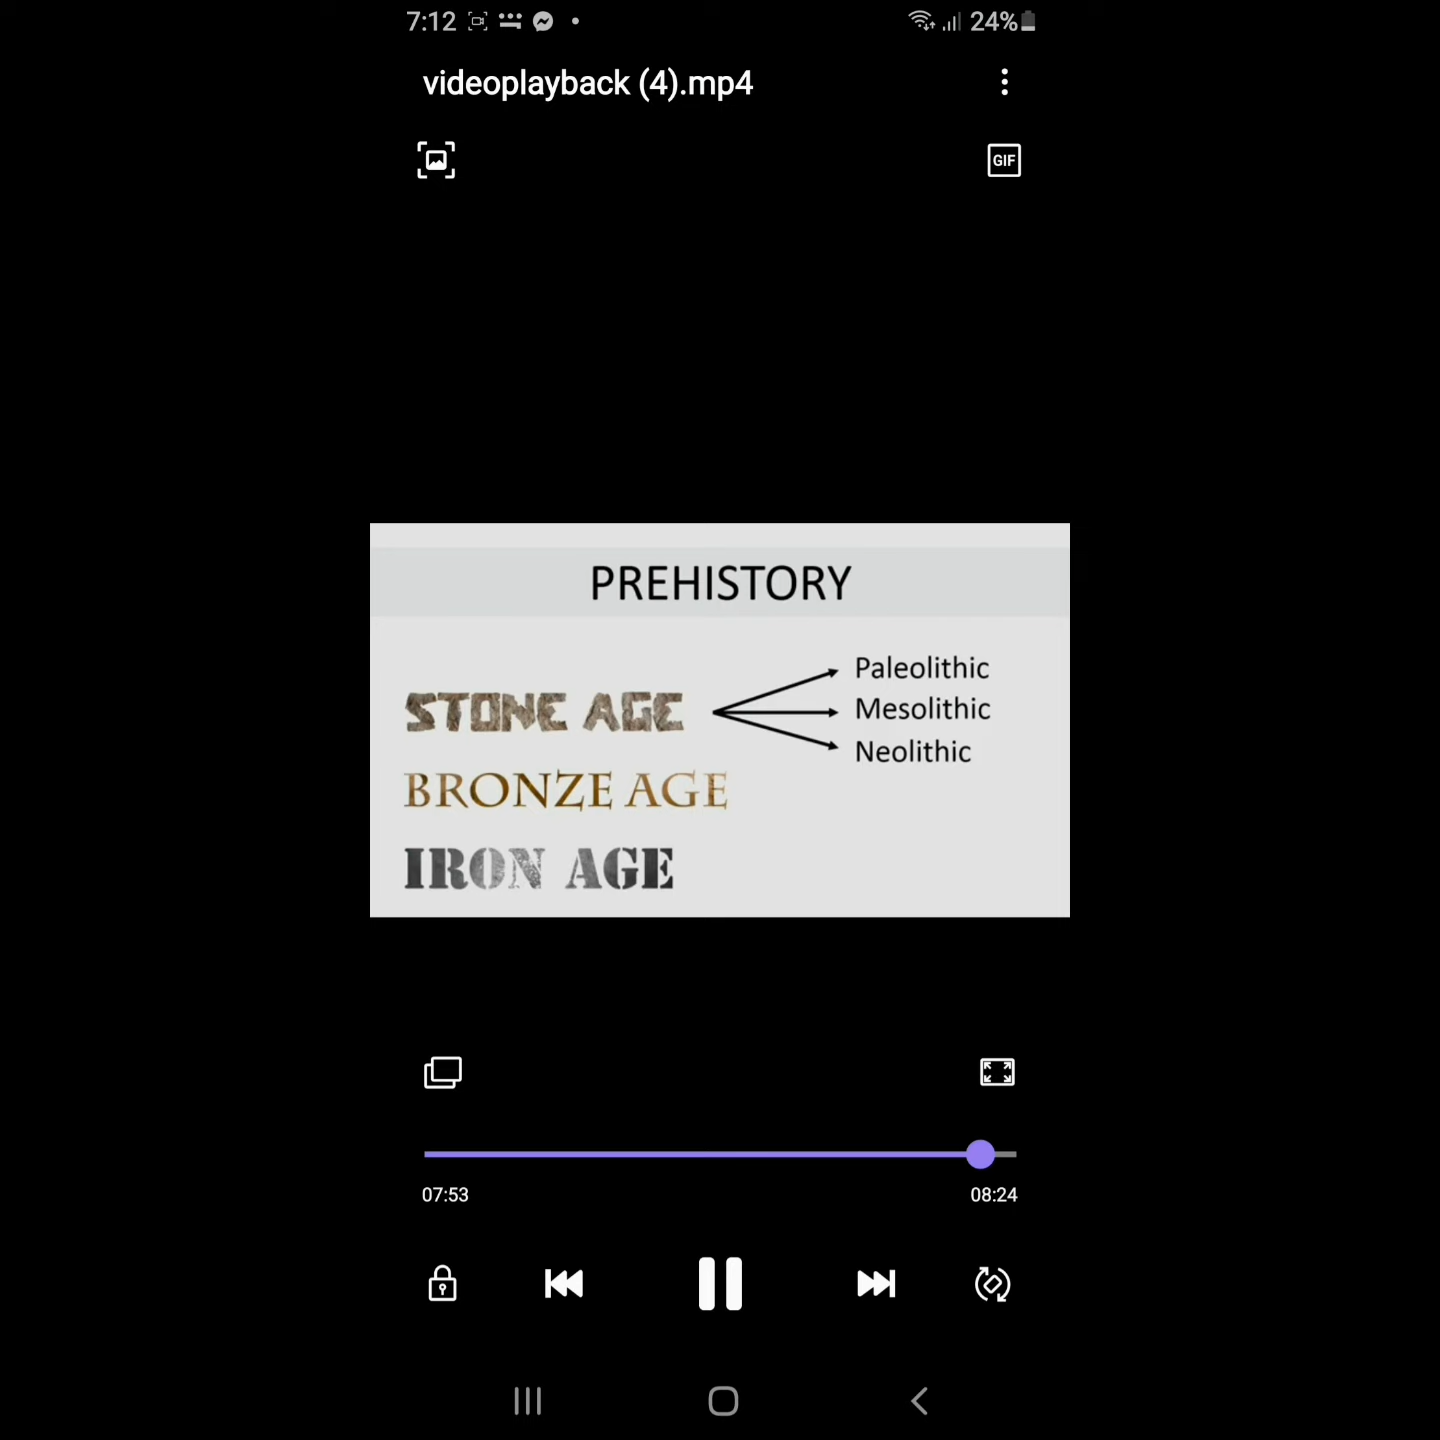 7:12 24%
videoplayback (4).mp4
GIF
PREHISTORY
STONE AGE
Paleolithic
Mesolithic
Neolithic
BRONZE AGE
IRON AGE
07:53 08:24